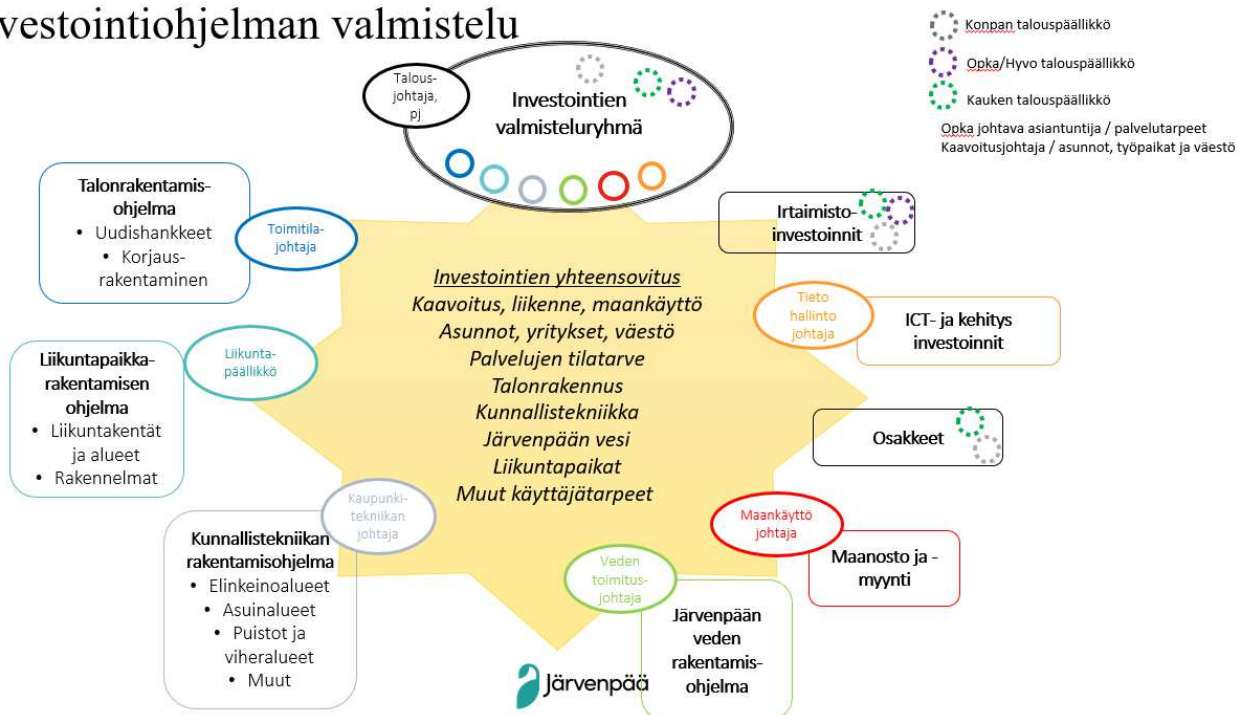 vestointiohjelman valmistelu
Konpan talouspäällikkö
Opka/Hyvo talouspäällikkö
Kauken talouspäällikkö
Opka johtava asiantuntija / palvelutarpeet
Kaavoitusjohtaja / asunnot, työpaikat ja väestö
Talous-
johtaja,
pj
Investointien
valmisteluryhmä
Talonrakentamis-
ohjelma
• Uudishankkeet
• Korjaus-
rakentaminen
Toimitila-
johtaja
Irtaimisto-
investoinnit
Investointien yhteensovitus
Kaavoitus, liikenne, maankäyttö
Asunnot, yritykset, väestö
Palvelujen tilatarve
Talonrakennus
Kunnallistekniikka
Järvenpään vesi
Liikuntapaikat
Muut käyttäjätarpeet
Tieto
hallinto
johtaja
ICT- ja kehitys
investoinnit
Liikuntapaikka-
rakentamisen
ohjelma
• Liikuntakentät
ja alueet
• Rakennelmat
Liikunta-
päällikkö
Osakkeet
Kaupunki-
tekniikan
johtaja
Kunnallistekniikan
rakentamisohjelma
• Elinkeinoalueet
• Asuinalueet
• Puistot ja
viheralueet
• Muut
Maankäyttö
johtaja
Maanosto ja -
myynti
Veden
toimitus-
johtaja
Järvenpään
veden
rakentamis-
ohjelma
Järvenpää